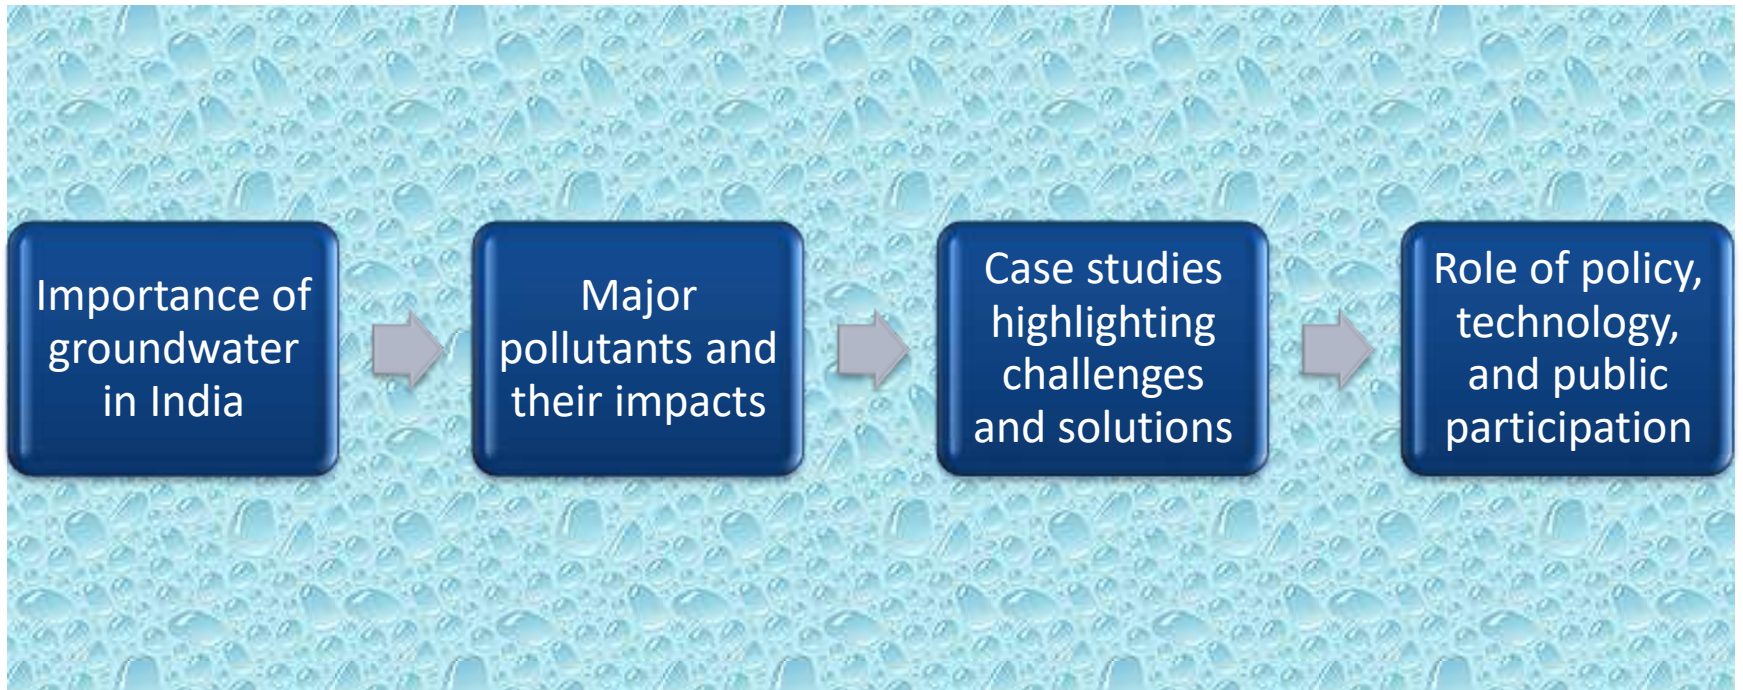 Importance of
groundwater
in India
Major
pollutants and
their impacts
Case studies
highlighting
challenges
and solutions
Role of policy,
technology,
and public
participation